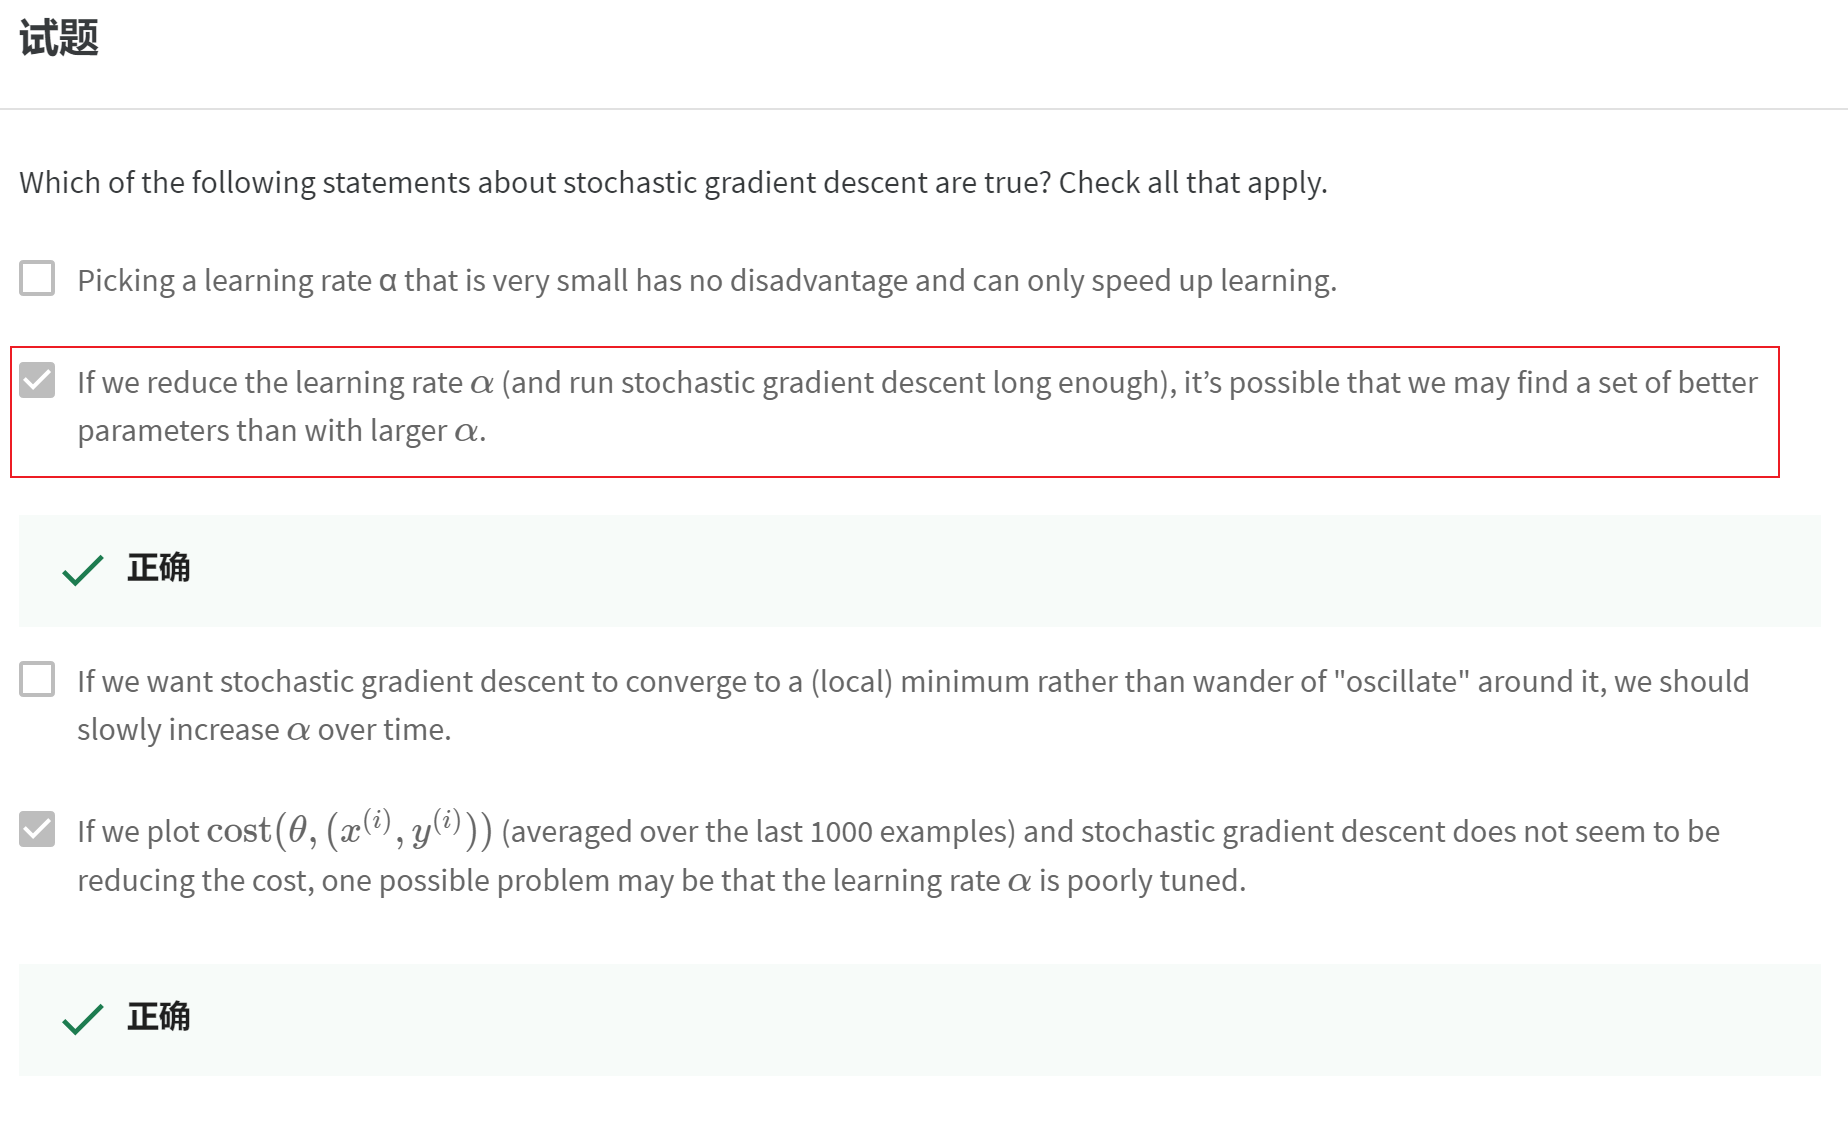 试题
Which of the following statements about stochastic gradient descent are true? Check all that apply.
Picking a learning rate α that is very small has no disadvantage and can only speed up learning.
If we reduce the learning rate α (and run stochastic gradient descent long enough), it’s possible that we may find a set of better
parameters than with larger α.
正确
If we want stochastic gradient descent to converge to a (local) minimum rather than wander of "oscillate" around it, we should
slowly increase α over time.
If we plot cost(θ, (x^{(i)}, y^{(i)})) (averaged over the last 1000 examples) and stochastic gradient descent does not seem to be
reducing the cost, one possible problem may be that the learning rate α is poorly tuned.
正确